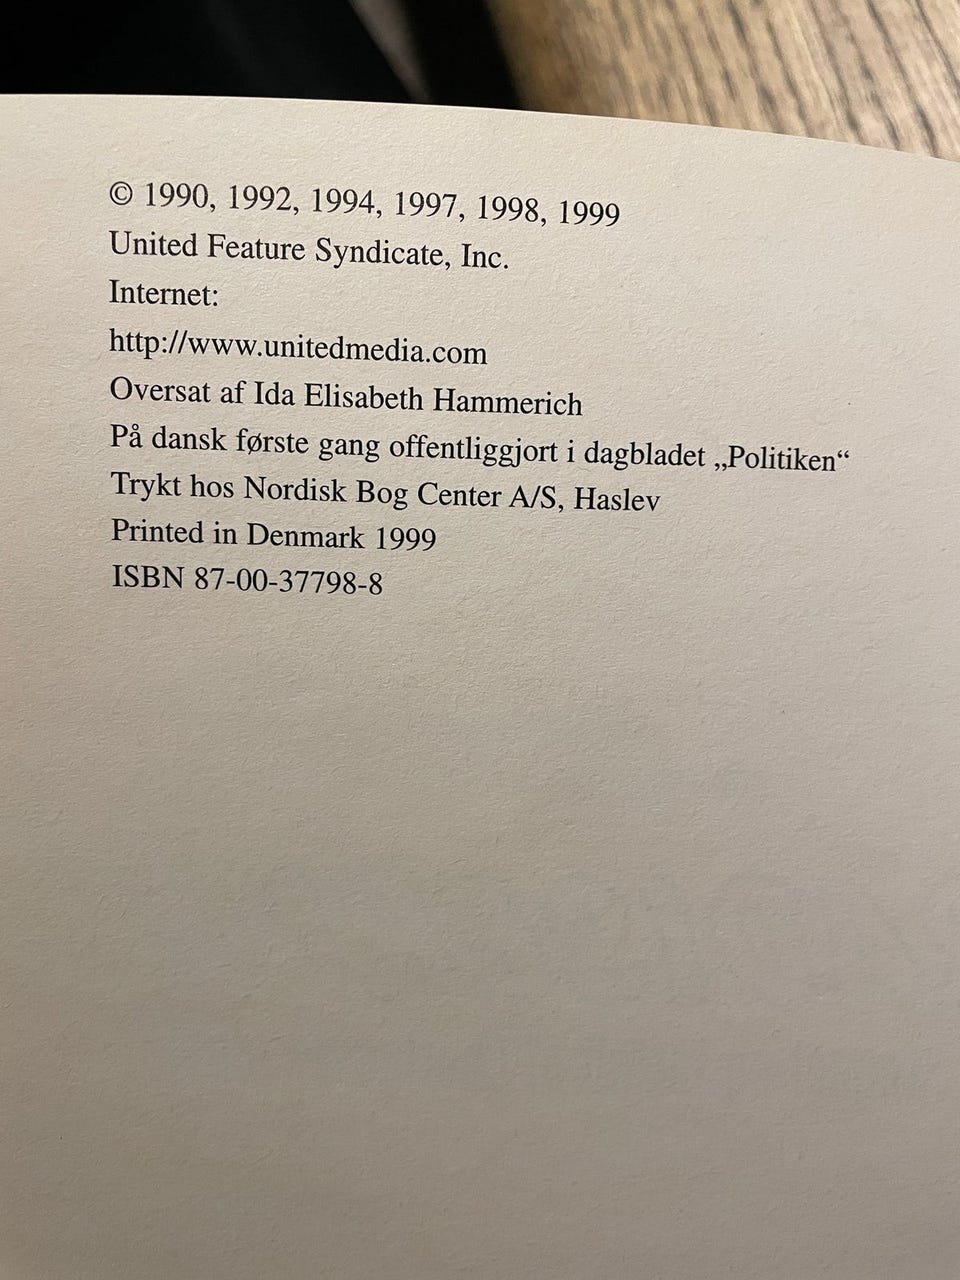 © 1990, 1992, 1994, 1997, 1998, 1999
United Feature Syndicate, Inc.
Internet:
http://www.unitedmedia.com
Oversat af Ida Elisabeth Hammerich
På dansk første gang offentliggjort i dagbladet „Politiken“
Trykt hos Nordisk Bog Center A/S, Haslev
Printed in Denmark 1999
ISBN 87-00-37798-8